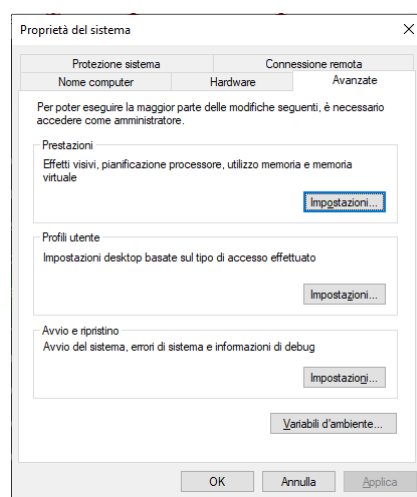 Proprietà del sistema
Protezione sistema
Connessione remota
Nome computer
Hardware
Avanzate
Per poter eseguire la maggior parte delle modifiche seguenti, è necessario
accedere come amministratore.
Prestazioni
Effetti visivi, pianificazione processore, utilizzo memoria e memoria
virtuale
Impostazioni...
Profili utente
Impostazioni desktop basate sul tipo di accesso effettuato
Impostazioni...
Avvio e ripristino
Avvio del sistema, errori di sistema e informazioni di debug
Impostazioni...
Variabili d'ambiente...
OK
Annulla
Applica